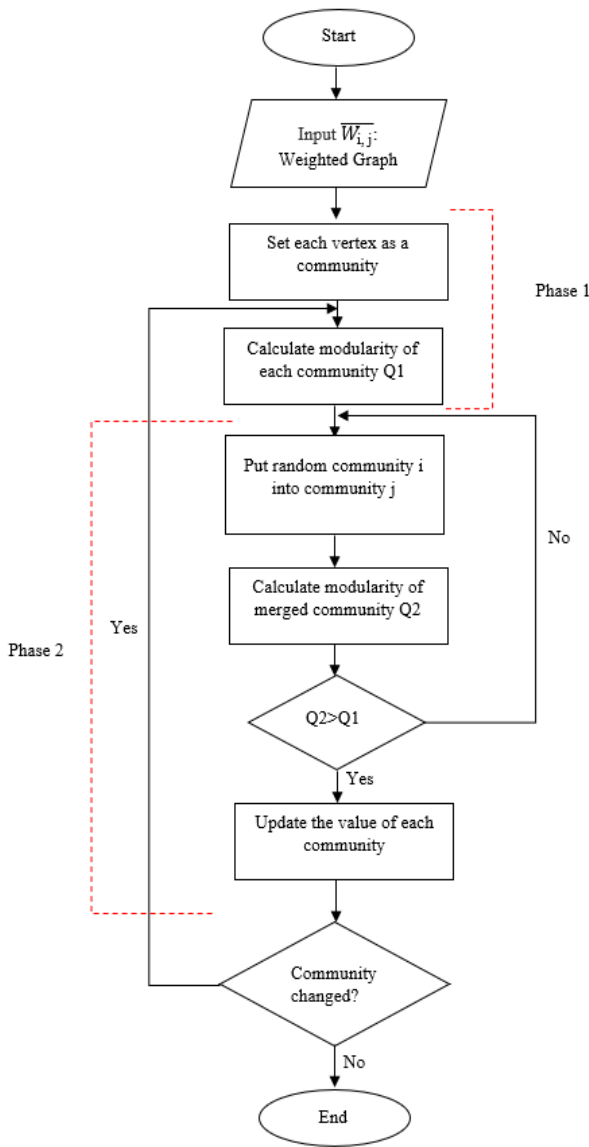 Start
Input W̅i, j:
Weighted Graph
Set each vertex as a
community
Phase 1
Calculate modularity of
each community Q1
Put random community i
into community j
No
Calculate modularity of
merged community Q2
Yes
Phase 2
Q2>Q1
Yes
Update the value of each
community
Community
changed?
No
End